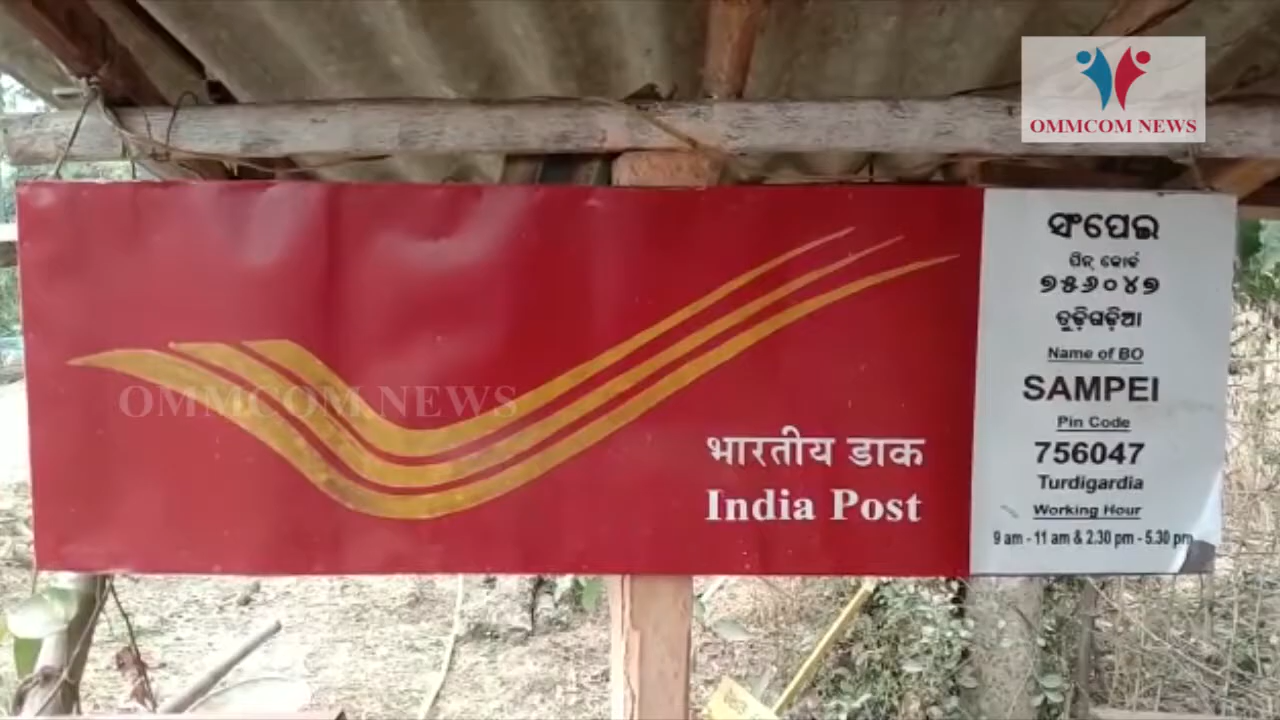 OMMCOM NEWS
OMMCOM NEWS
भारतीय डाक
India Post
ସଂପେଇ
ପିନ୍ କୋର୍ଡ
୭୫୬୦୪୭
ତୁଡ଼ିଗଡ଼ିଆ
Name of BO
SAMPEI
Pin Code
756047
Turdigardia
Working Hour
9 am - 11 am & 2.30 pm - 5.30 pm